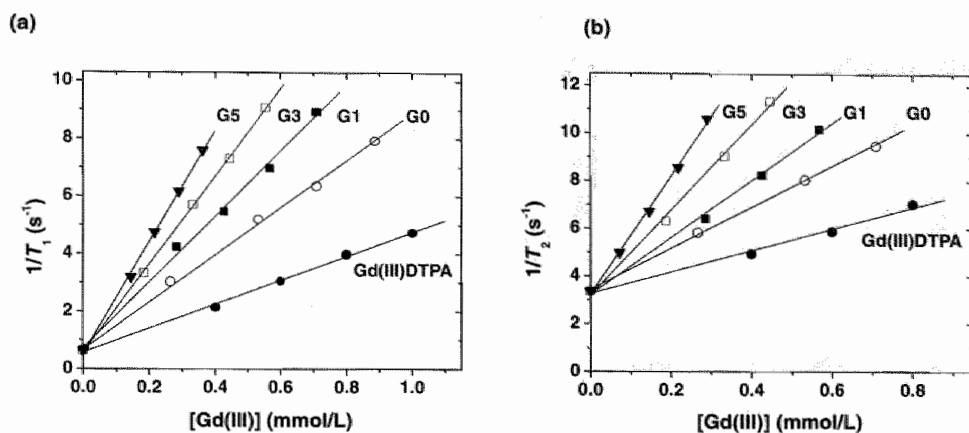 (a)
10
8
6
4
2
0
1/T1 (s-1)
G5
G3
G1
G0
Gd(III)DTPA
0.0 0.2 0.4 0.6 0.8 1.0
[Gd(III)] (mmol/L)
(b)
12
10
8
6
4
2
0
1/T2 (s-1)
G5
G3
G1
G0
Gd(III)DTPA
0.0 0.2 0.4 0.6 0.8
[Gd(III)] (mmol/L)